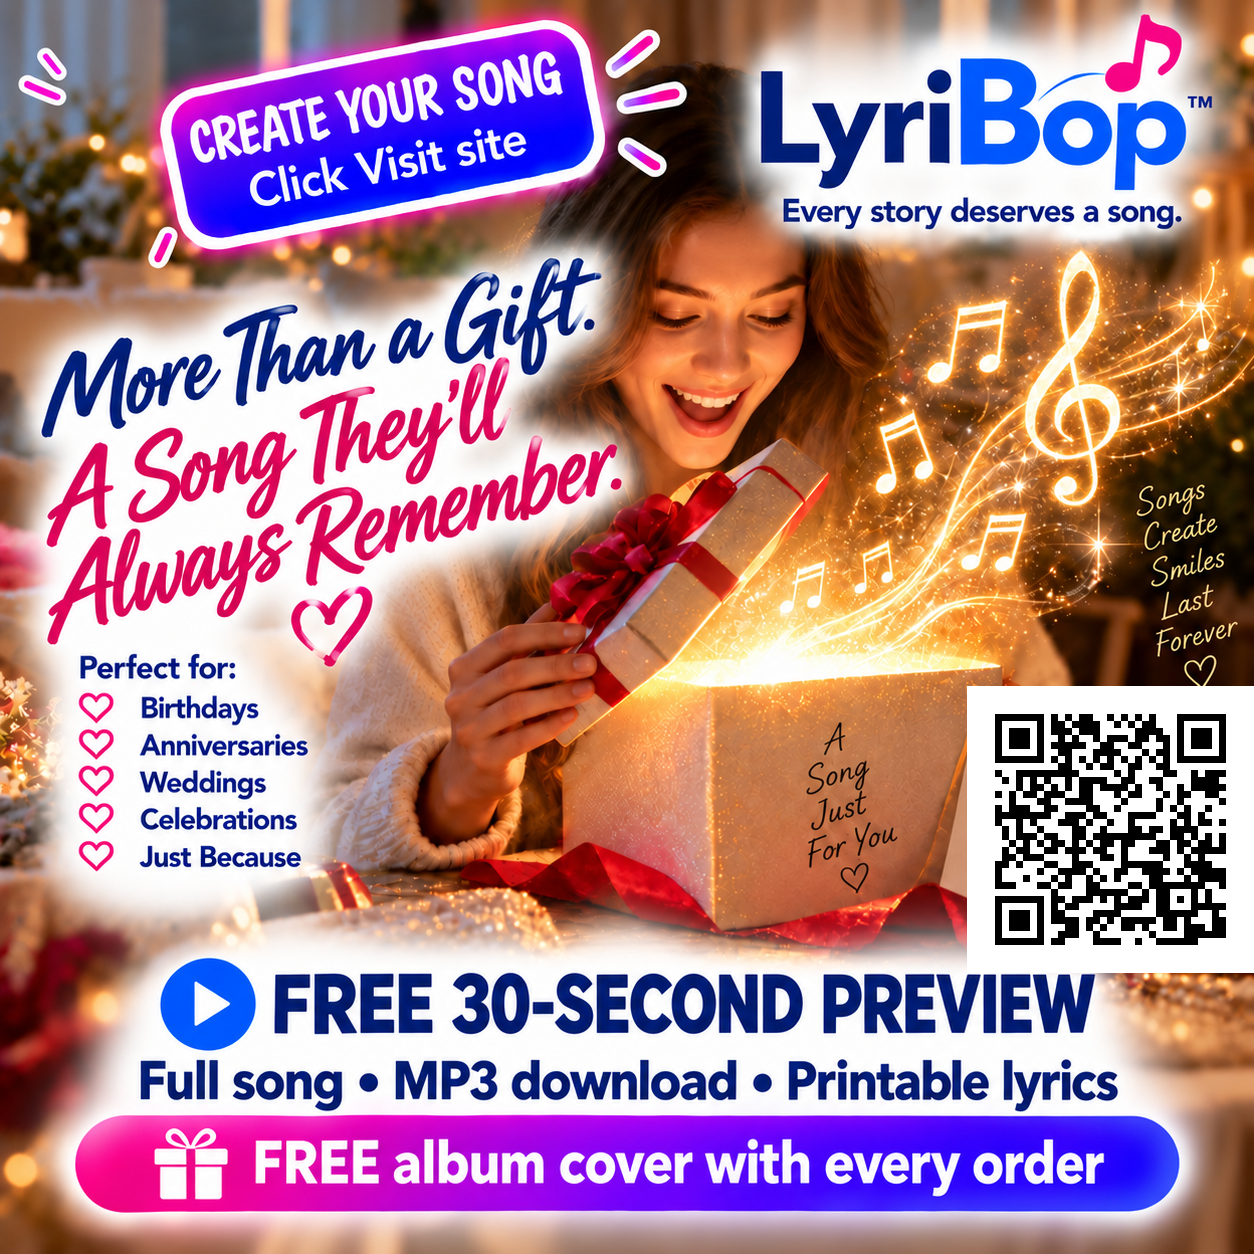 CREATE YOUR SONG
Click Visit site
LyriBop™
Every story deserves a song.
More Than a Gift.
A Song They'll
Always Remember.
Perfect for:
Birthdays
Anniversaries
Weddings
Celebrations
Just Because
Songs
Create
Smiles
Last
Forever
A
Song
Just
For You
FREE 30-SECOND PREVIEW
Full song • MP3 download • Printable lyrics
FREE album cover with every order